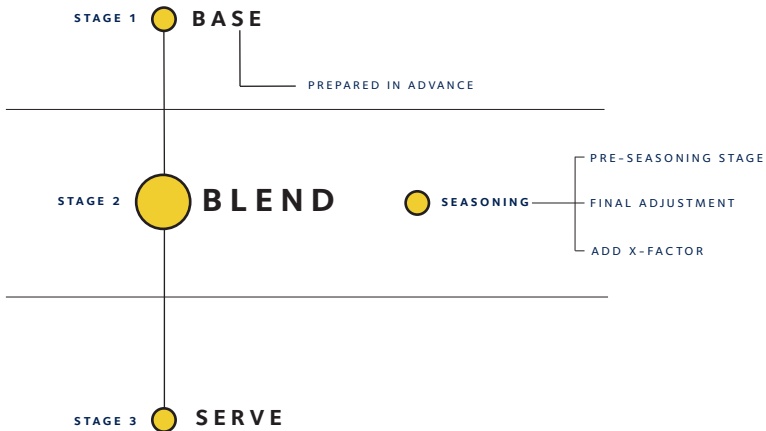 STAGE 1
BASE
PREPARED IN ADVANCE
PRE-SEASONING STAGE
STAGE 2
BLEND
SEASONING
FINAL ADJUSTMENT
ADD X-FACTOR
STAGE 3
SERVE